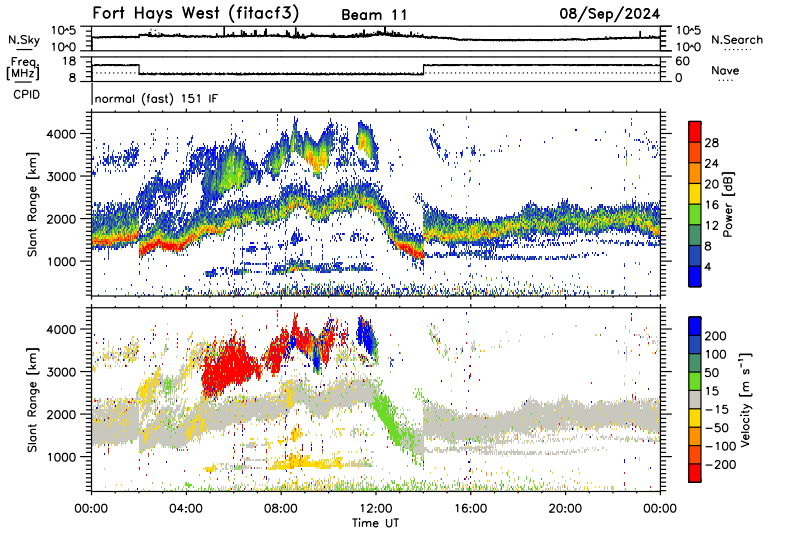 Fort Hays West (fitacf3) Beam 11 08/Sep/2024
N.Sky 10^5 10^0 10^5 10^0 N.Search
Freq. [MHz] 18 8 60 0 Nave
CPID normal (fast) 151 IF
Slant Range [km] 4000 3000 2000 1000
Power [dB] 28 24 20 16 12 8 4
Slant Range [km] 4000 3000 2000 1000
Velocity [m s⁻¹] 200 100 50 15 −15 −50 −100 −200
00:00 04:00 08:00 12:00 16:00 20:00 00:00
Time UT